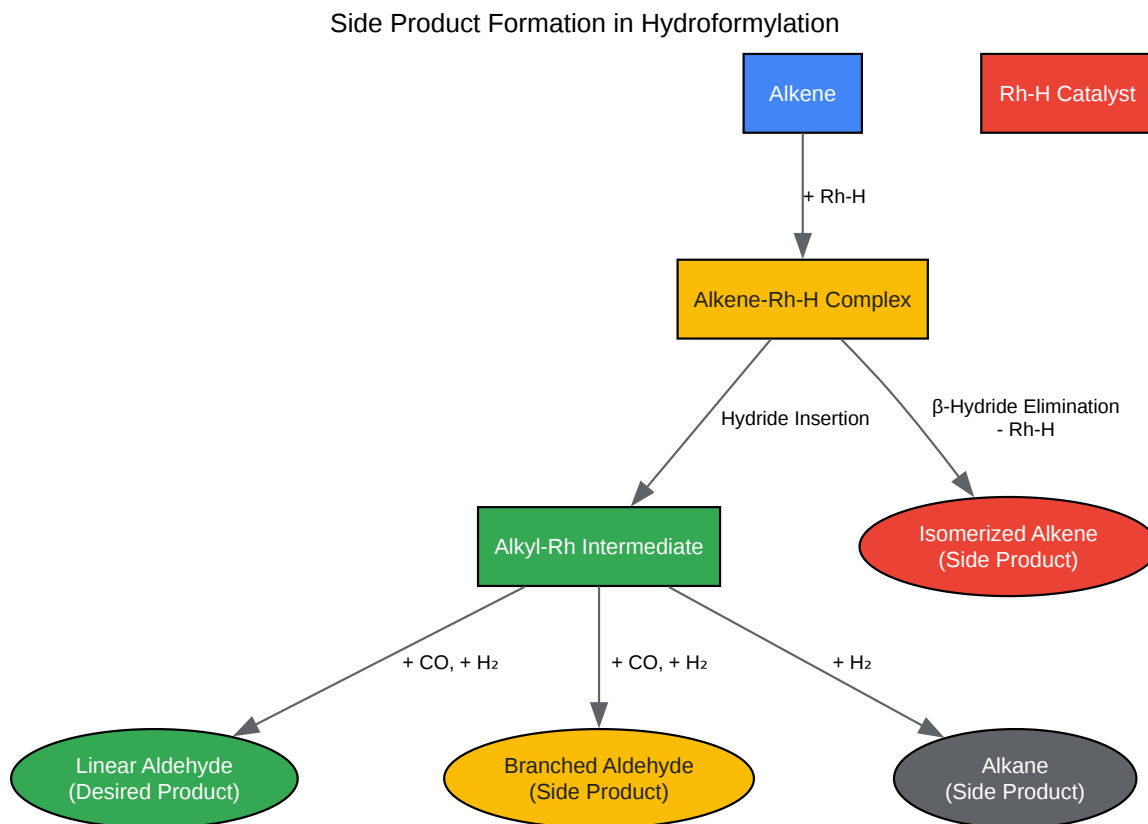 Side Product Formation in Hydroformylation
Alkene
Rh-H Catalyst
+ Rh-H
Alkene-Rh-H Complex
Hydride Insertion
β-Hydride Elimination
- Rh-H
Alkyl-Rh Intermediate
Isomerized Alkene
(Side Product)
+ CO, + H₂
+ CO, + H₂
+ H₂
Linear Aldehyde
(Desired Product)
Branched Aldehyde
(Side Product)
Alkane
(Side Product)